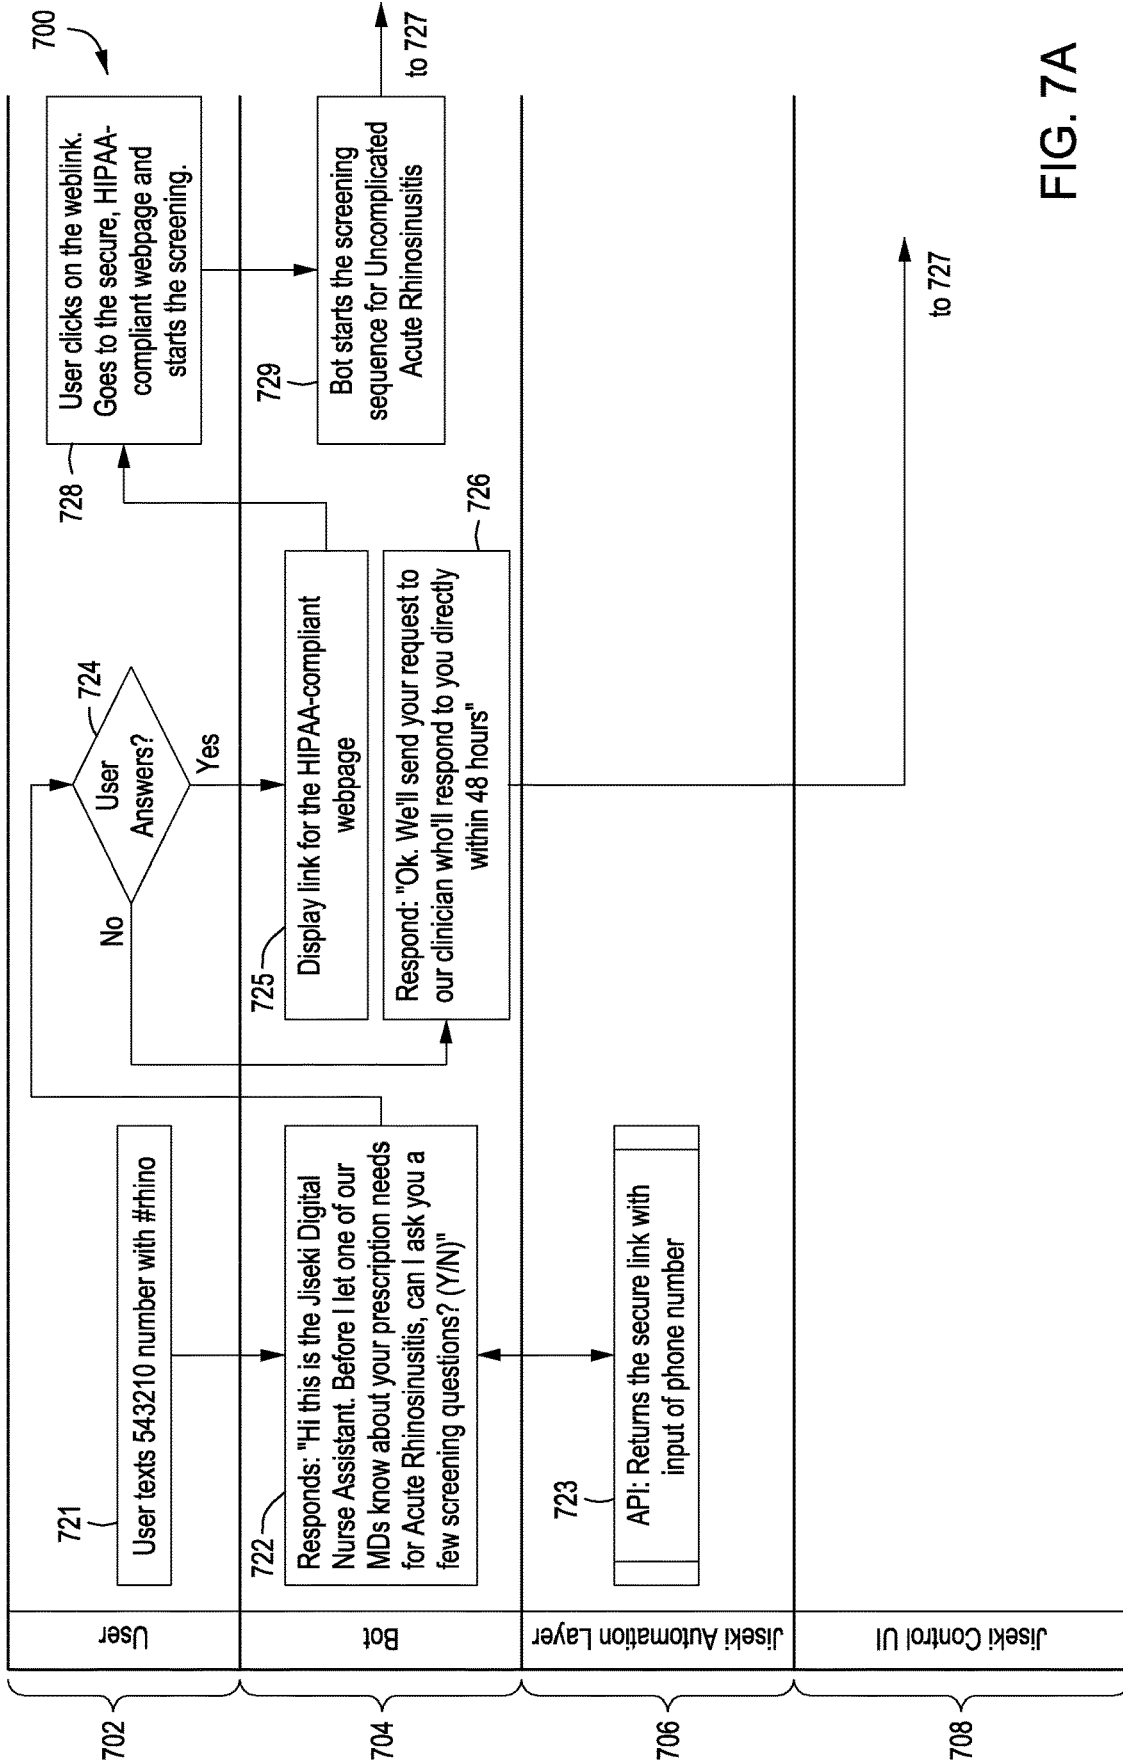 700
702
User
721
User texts 543210 number with #rhino
724
User
Answers?
No
Yes
728
User clicks on the weblink.
Goes to the secure, HIPAA-
compliant webpage and
starts the screening.
704
Bot
722
Responds: "Hi this is the Jiseki Digital
Nurse Assistant. Before I let one of our
MDs know about your prescription needs
for Acute Rhinosinusitis, can I ask you a
few screening questions? (Y/N)"
725
Display link for the HIPAA-compliant
webpage
726
Respond: "Ok. We'll send your request to
our clinician who'll respond to you directly
within 48 hours"
729
Bot starts the screening
sequence for Uncomplicated
Acute Rhinosinusitis
to 727
706
Jiseki Automation Layer
723
API: Returns the secure link with
input of phone number
708
Jiseki Control UI
to 727
FIG. 7A